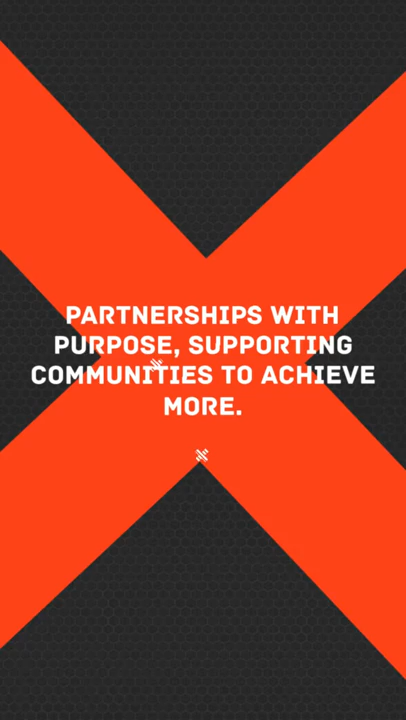 PARTNERSHIPS WITH
PURPOSE, SUPPORTING
COMMUNITIES TO ACHIEVE
MORE.